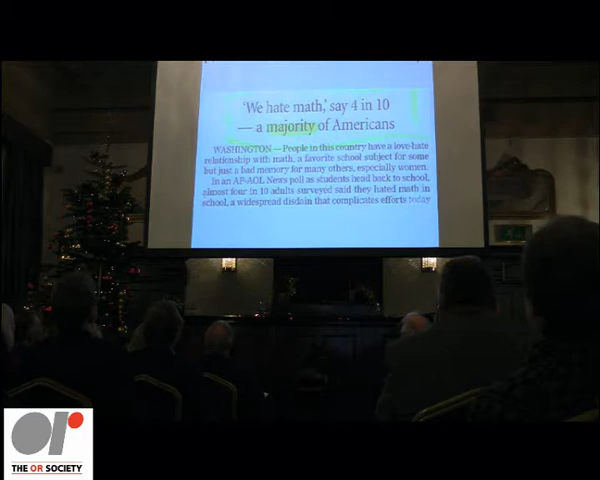 'We hate math,' say 4 in 10
— a majority of Americans
WASHINGTON — People in this country have a love-hate
relationship with math, a favorite school subject for some
but just a bad memory for many others, especially women.
In an AP-AOL News poll as students head back to school,
almost four in 10 adults surveyed said they hated math in
school, a widespread disdain that complicates efforts today
or
THE OR SOCIETY